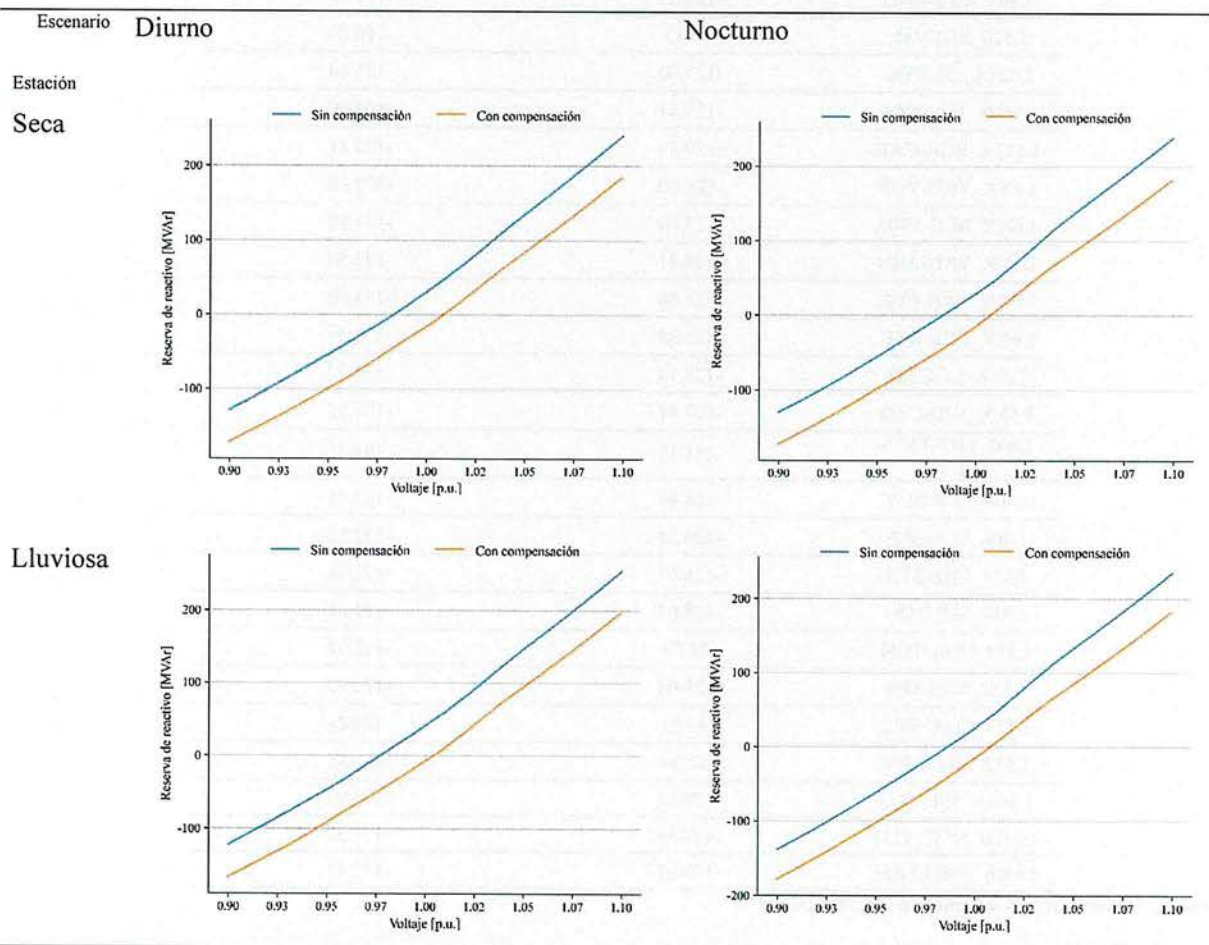 Escenario Diurno Nocturno
Estación
Seca
Sin compensación Con compensación
Reserva de reactivo [MVAr]
200
100
0
-100
0.90 0.93 0.95 0.97 1.00 1.02 1.05 1.07 1.10
Voltaje [p.u.]
Sin compensación Con compensación
Reserva de reactivo [MVAr]
200
100
0
-100
0.90 0.93 0.95 0.98 1.00 1.02 1.05 1.07 1.10
Voltaje [p.u.]
Lluviosa
Sin compensación Con compensación
Reserva de reactivo [MVAr]
200
100
0
-100
0.90 0.93 0.95 0.97 1.00 1.02 1.05 1.07 1.10
Voltaje [p.u.]
Sin compensación Con compensación
Reserva de reactivo [MVAr]
200
100
0
-100
-200
0.90 0.93 0.95 0.98 1.00 1.02 1.05 1.07 1.10
Voltaje [p.u.]